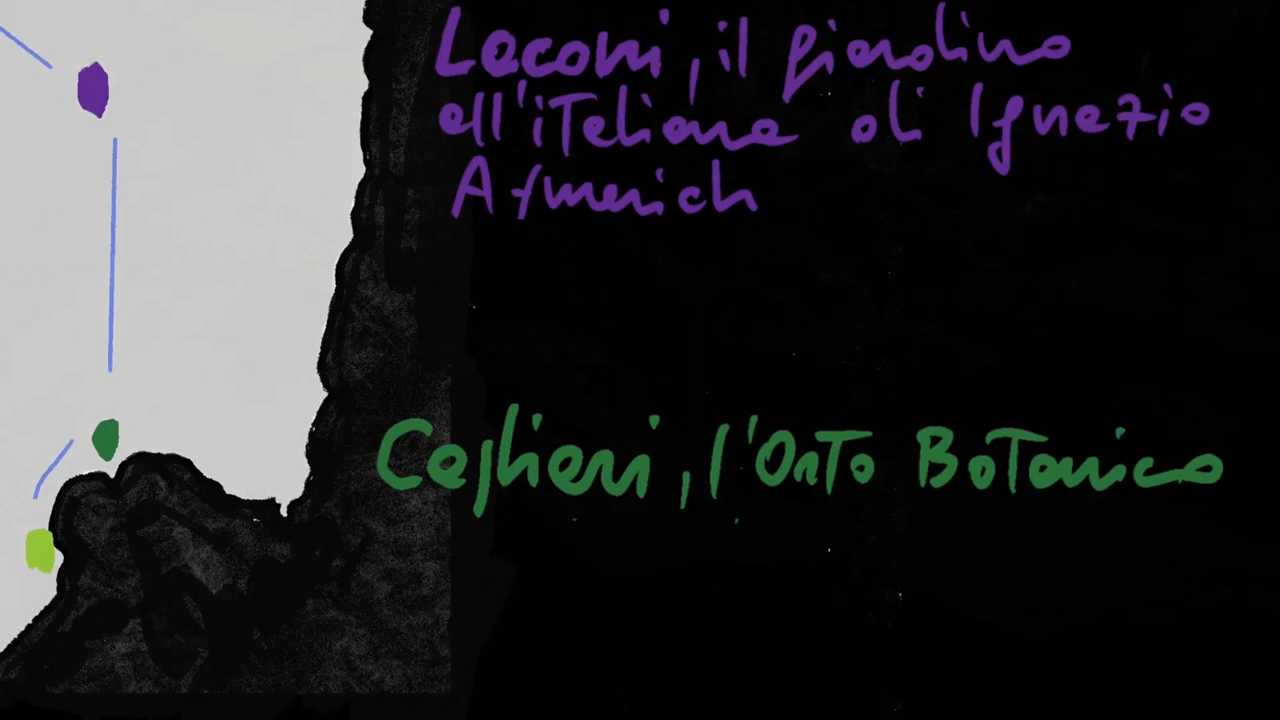 Laconi, il giardino
all'italiana di Ignazio
Aymerich
Cagliari, l'Orto Botanico